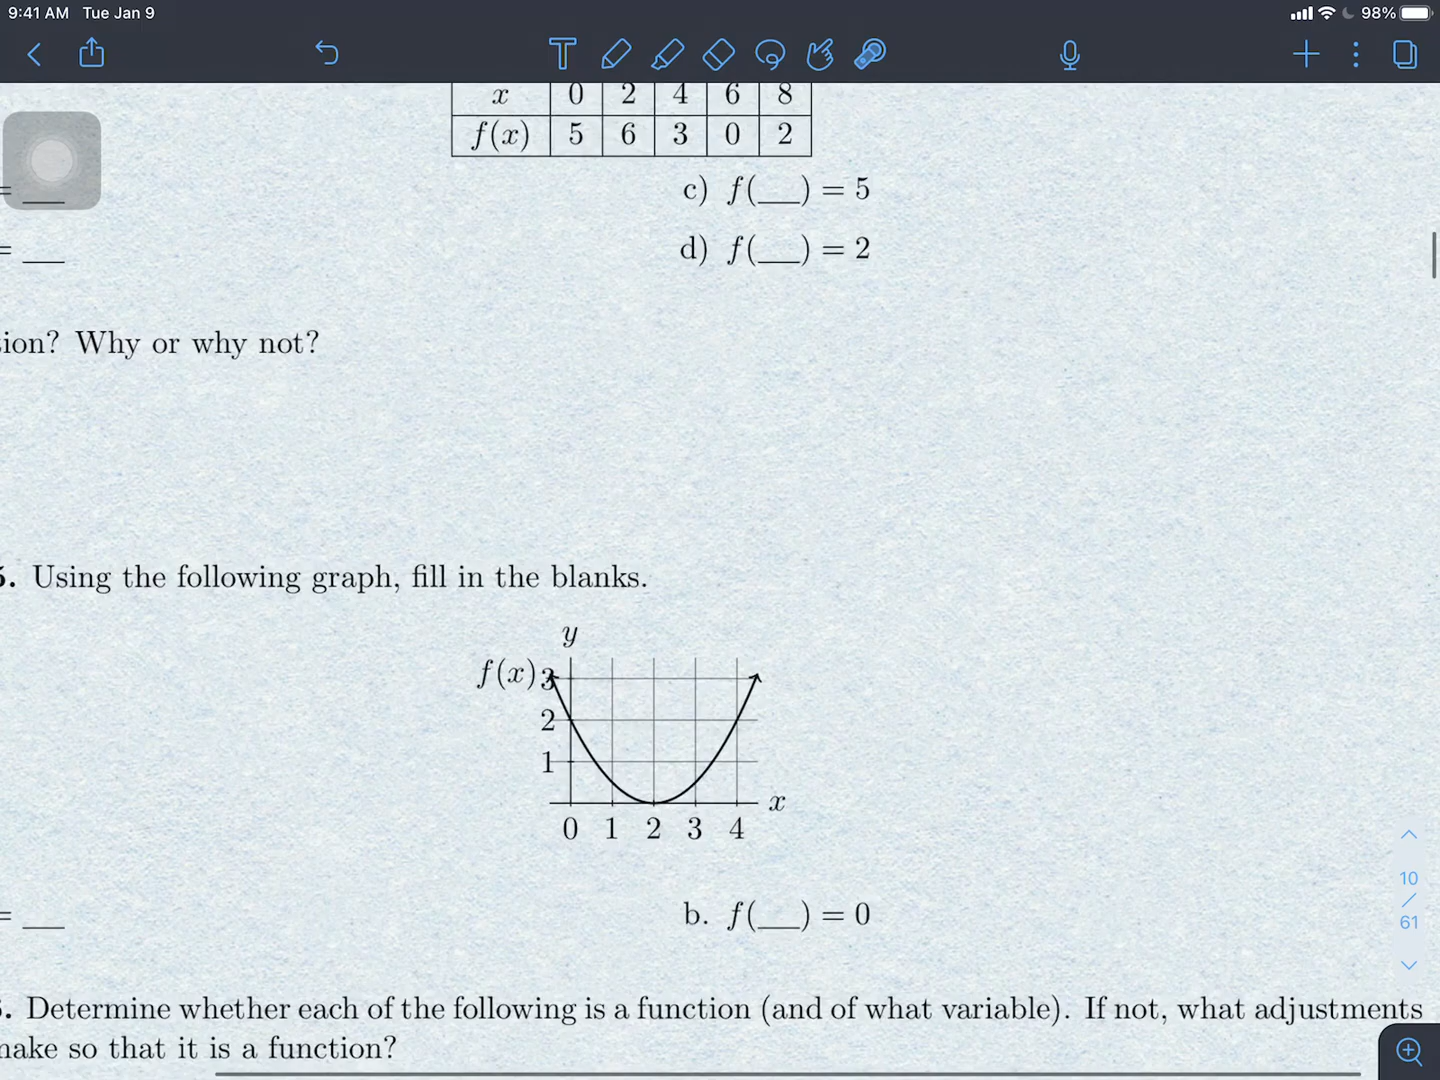 9:41 AM Tue Jan 9
98%
x 0 2 4 6 8
f(x) 5 6 3 0 2
= __
c) f(__) = 5
= __
d) f(__) = 2
ion? Why or why not?
5. Using the following graph, fill in the blanks.
y
f(x) 3
2
1
x
0 1 2 3 4
= __
b. f(__) = 0
10
/
61
. Determine whether each of the following is a function (and of what variable). If not, what adjustments
make so that it is a function?